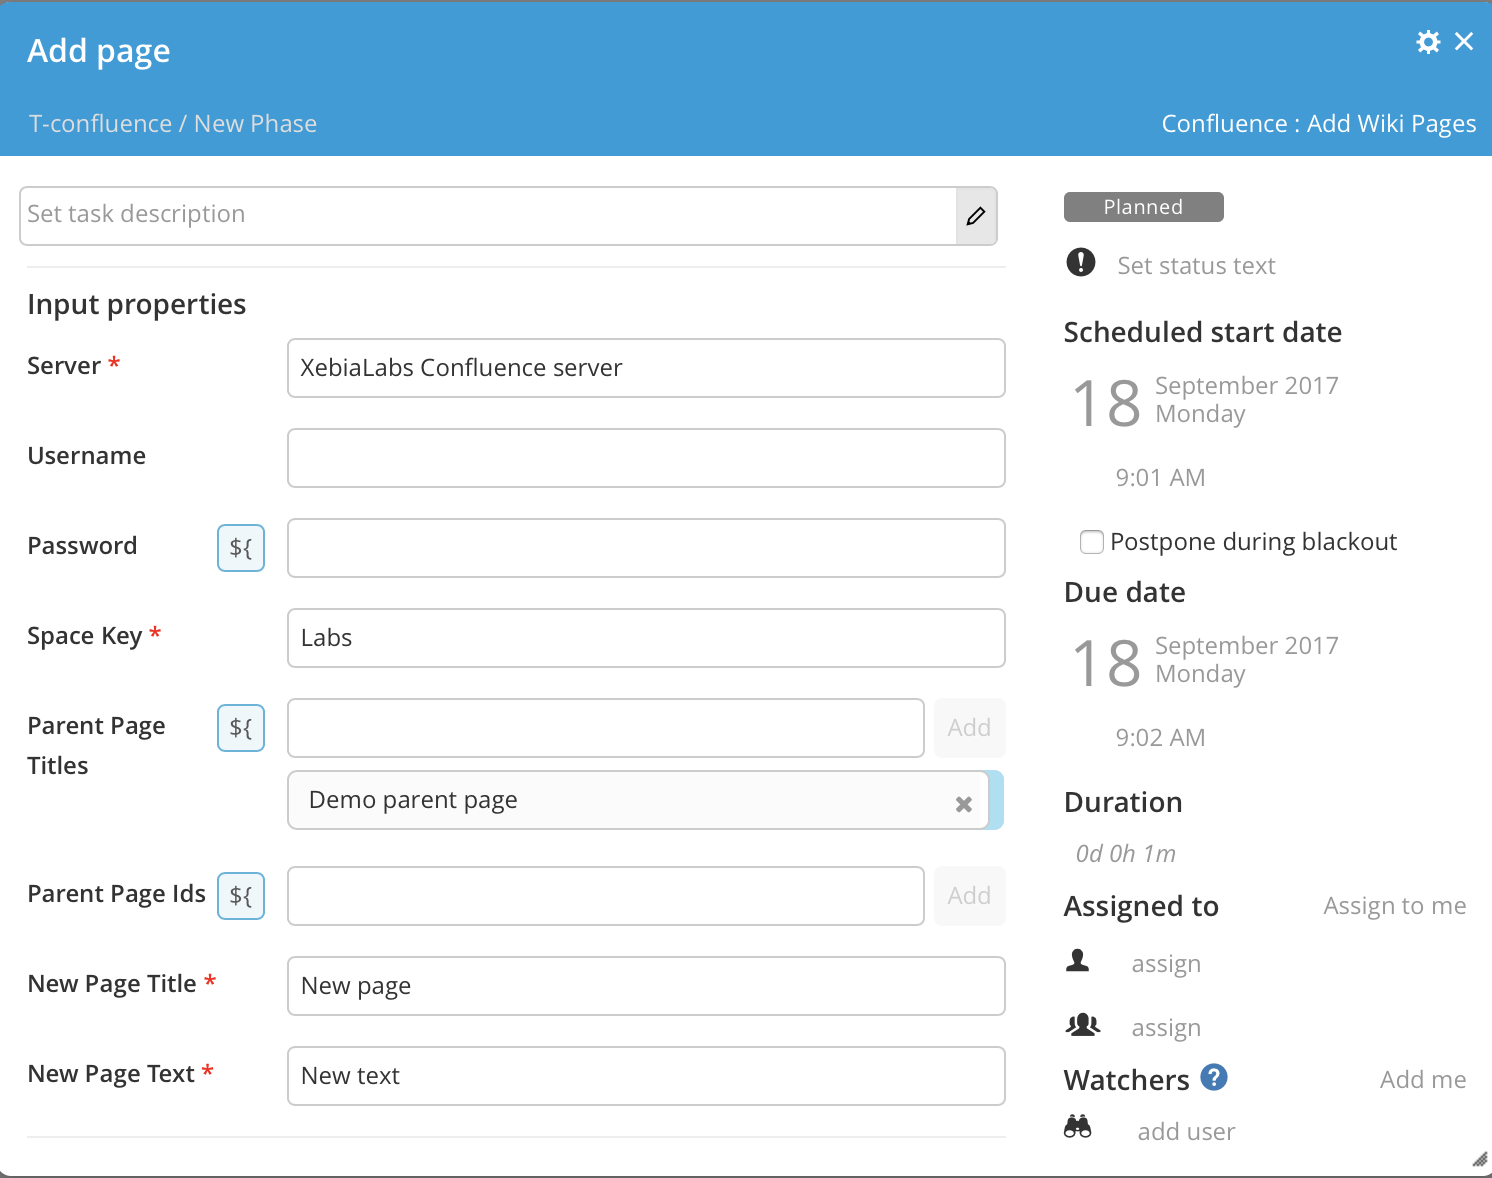 Add page
T-confluence / New Phase
Confluence : Add Wiki Pages
Set task description
Input properties
Server *
XebiaLabs Confluence server
Username
Password
${
Space Key *
Labs
Parent Page
Titles
${
Add
Demo parent page
Parent Page Ids
${
Add
New Page Title *
New page
New Page Text *
New text
Planned
Set status text
Scheduled start date
18
September 2017
Monday
9:01 AM
Postpone during blackout
Due date
18
September 2017
Monday
9:02 AM
Duration
0d 0h 1m
Assigned to
Assign to me
assign
assign
Watchers ?
Add me
add user